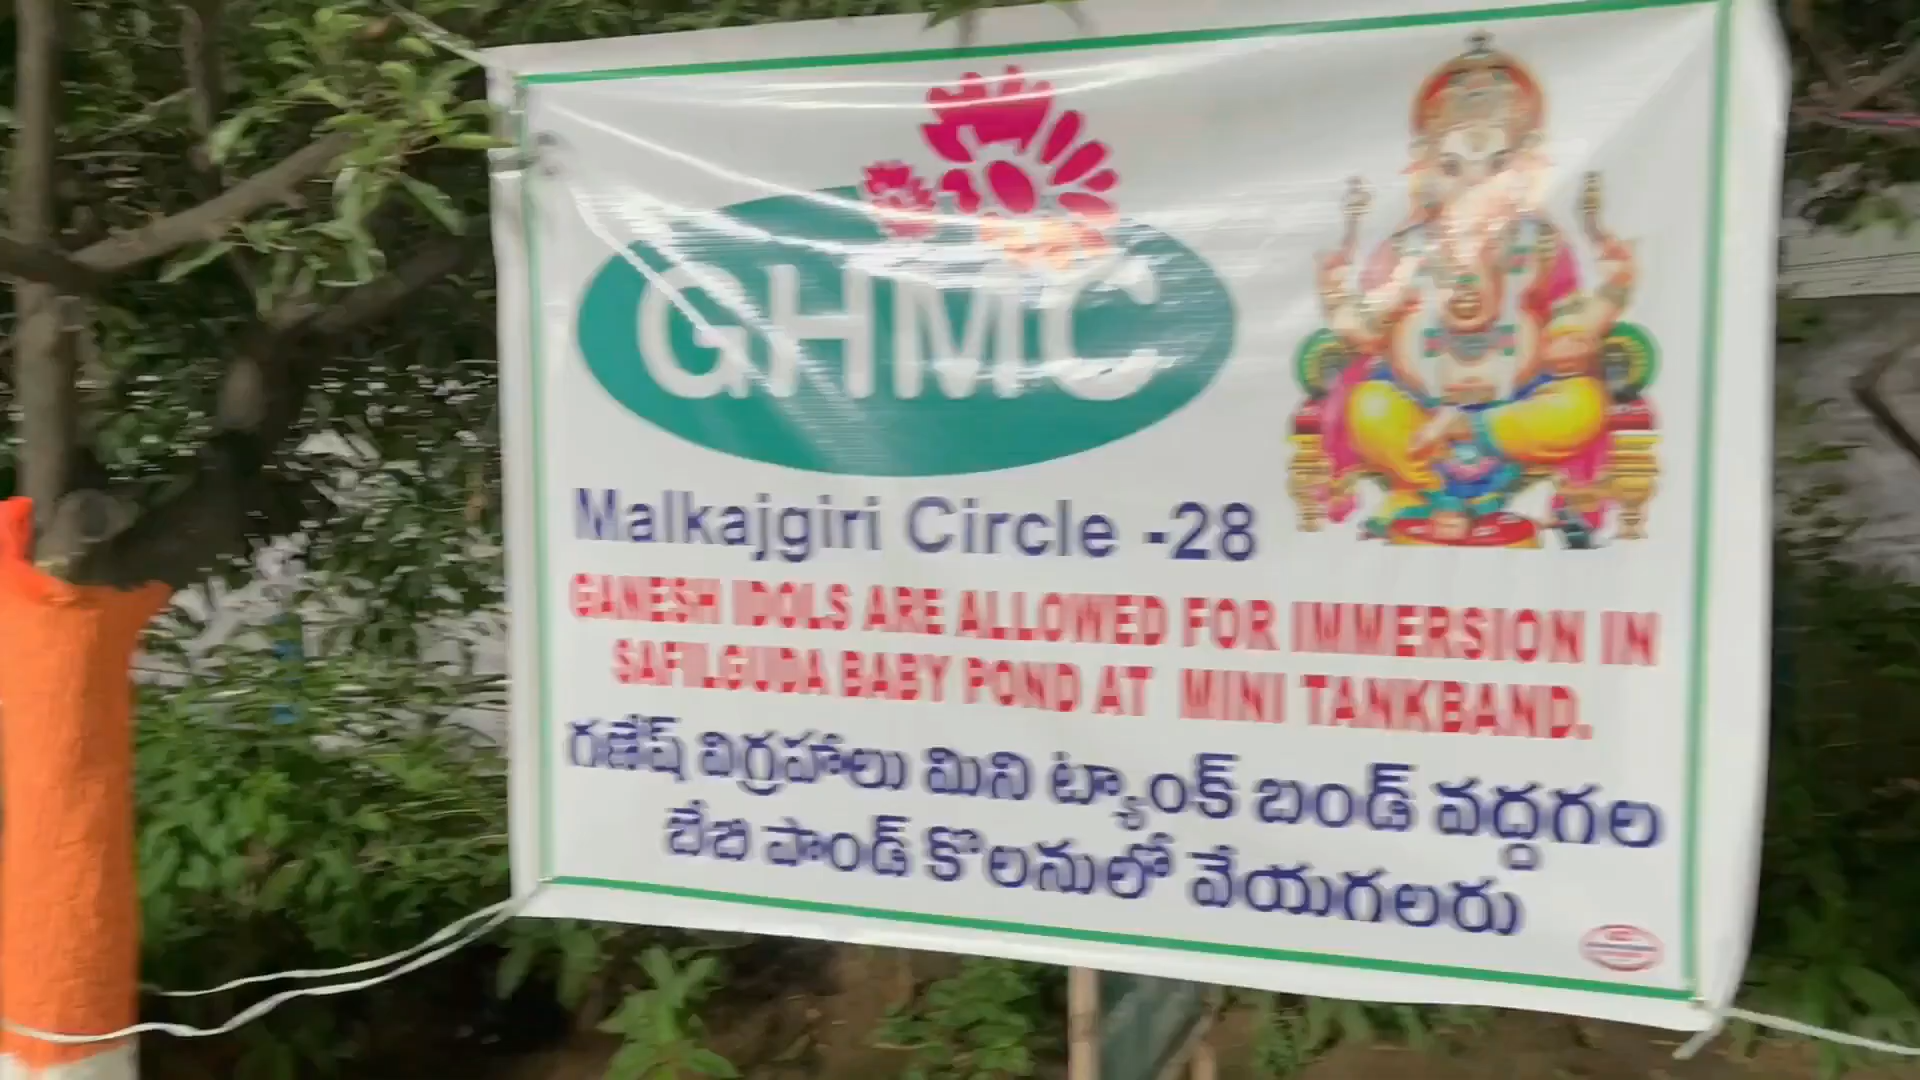 GHMC
Malkajgiri Circle -28
GANESH IDOLS ARE ALLOWED FOR IMMERSION IN
SAFILGUDA BABY POND AT MINI TANKBAND.
గణేష్ విగ్రహాలు మిని ట్యాంక్ బండ్ వద్దగల
బేబి పాండ్ కొలనులో వేయగలరు